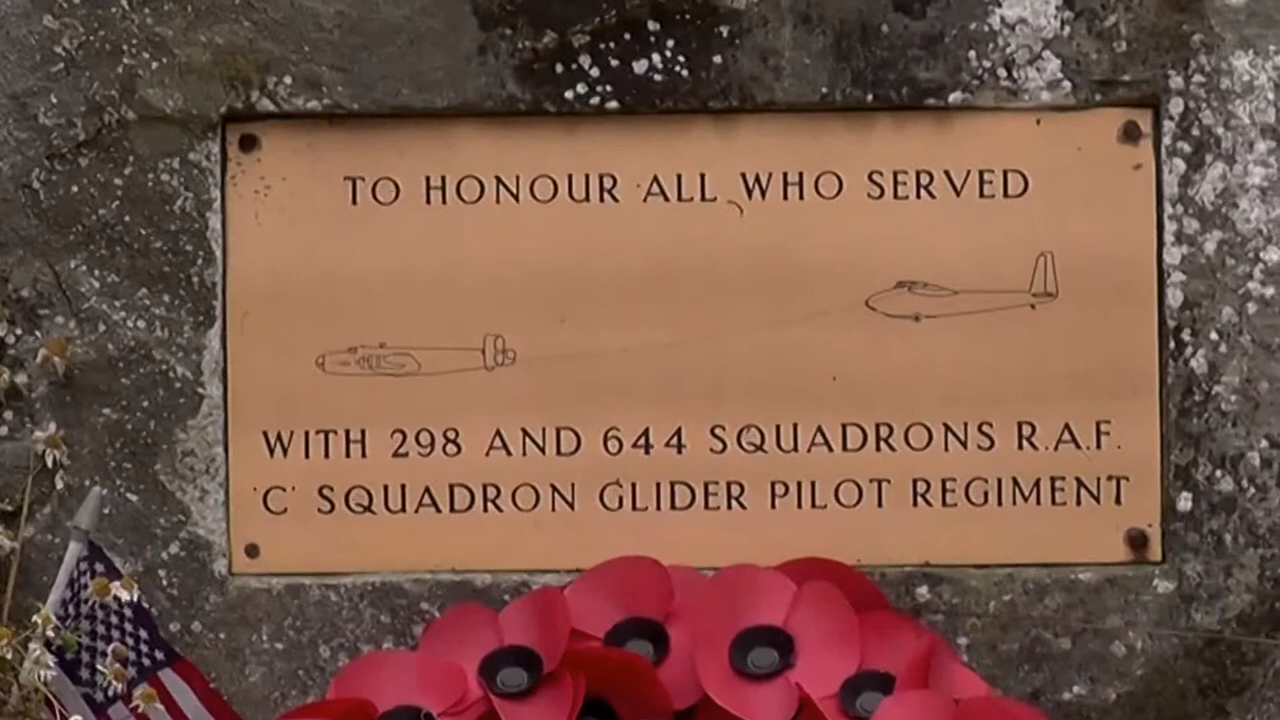 TO HONOUR ALL WHO SERVED
WITH 298 AND 644 SQUADRONS R.A.F.
'C' SQUADRON GLIDER PILOT REGIMENT